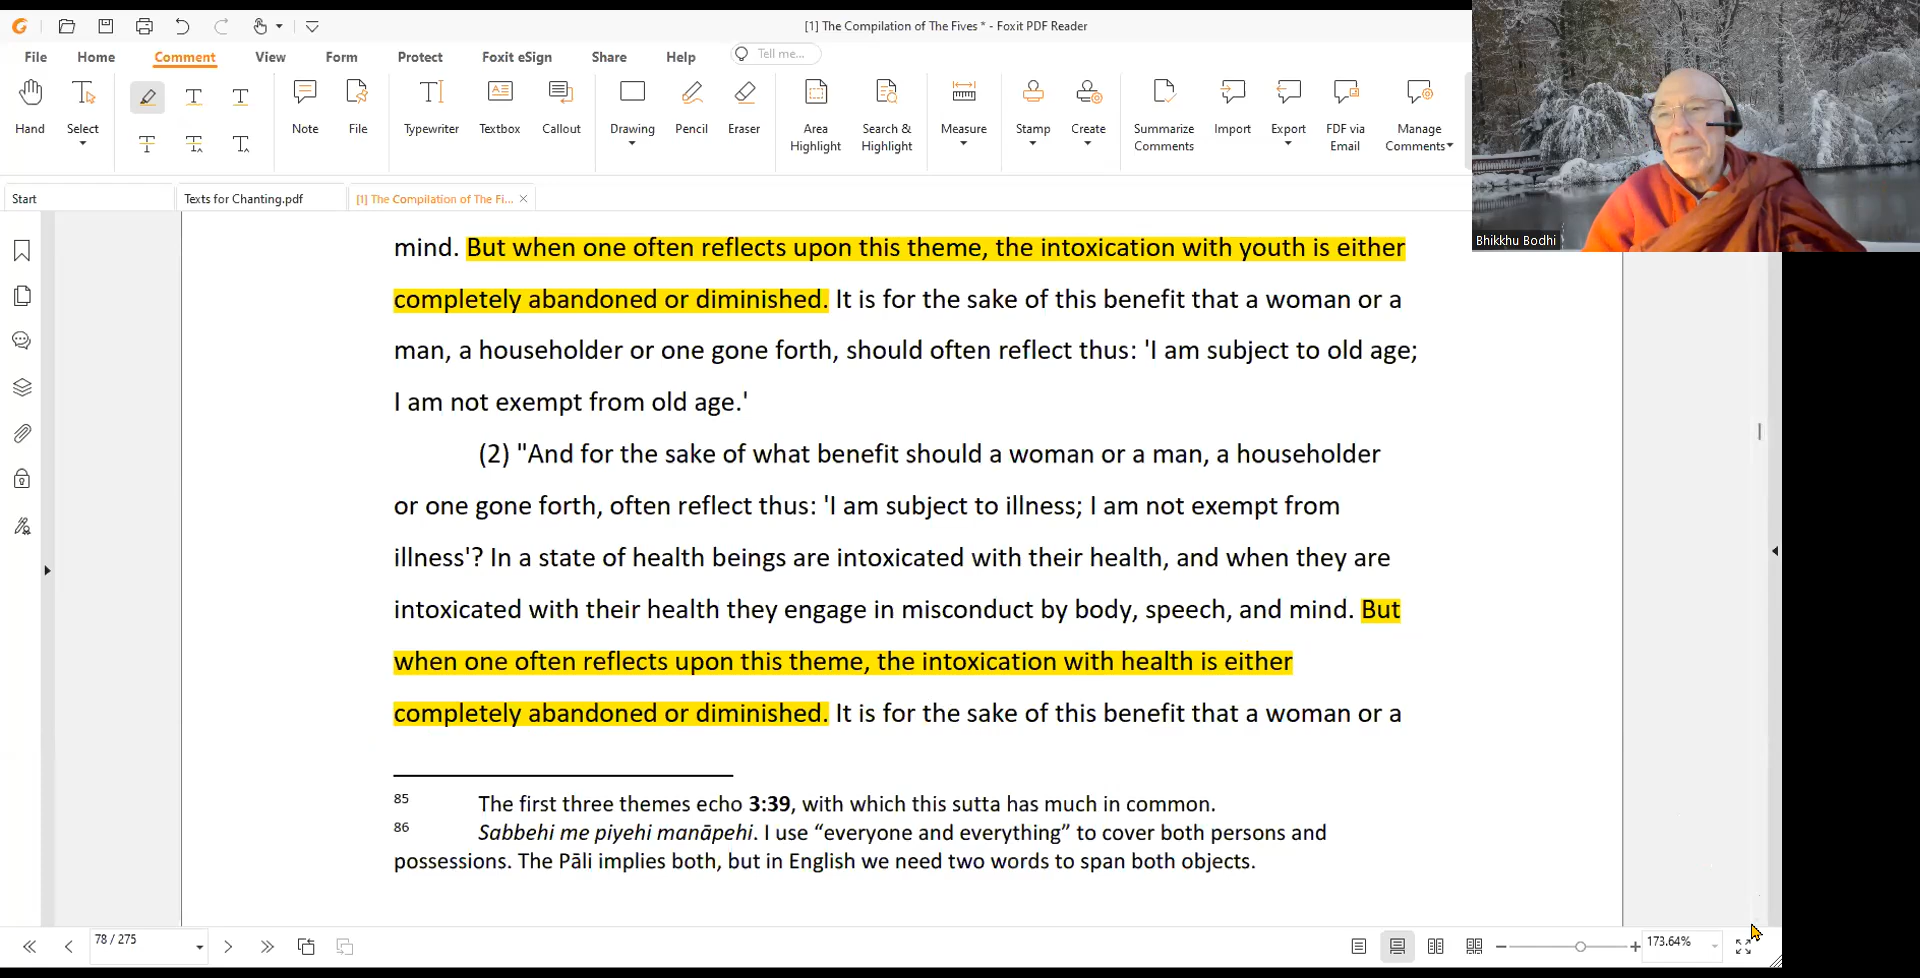 [1] The Compilation of The Fives * - Foxit PDF Reader
File Home Comment View Form Protect Foxit eSign Share Help Tell me...
Hand Select Note File Typewriter Textbox Callout Drawing Pencil Eraser Area Highlight Search & Highlight Measure Stamp Create Summarize Comments Import Export FDF via Email Manage Comments
Bhikkhu Bodhi
Start Texts for Chanting.pdf [1] The Compilation of The Fi...
mind. But when one often reflects upon this theme, the intoxication with youth is either
completely abandoned or diminished. It is for the sake of this benefit that a woman or a
man, a householder or one gone forth, should often reflect thus: 'I am subject to old age;
I am not exempt from old age.'
(2) "And for the sake of what benefit should a woman or a man, a householder
or one gone forth, often reflect thus: 'I am subject to illness; I am not exempt from
illness'? In a state of health beings are intoxicated with their health, and when they are
intoxicated with their health they engage in misconduct by body, speech, and mind. But
when one often reflects upon this theme, the intoxication with health is either
completely abandoned or diminished. It is for the sake of this benefit that a woman or a
85 The first three themes echo 3:39, with which this sutta has much in common.
86 Sabbehi me piyehi manāpehi. I use “everyone and everything” to cover both persons and
possessions. The Pāli implies both, but in English we need two words to span both objects.
78 / 275 173.64%